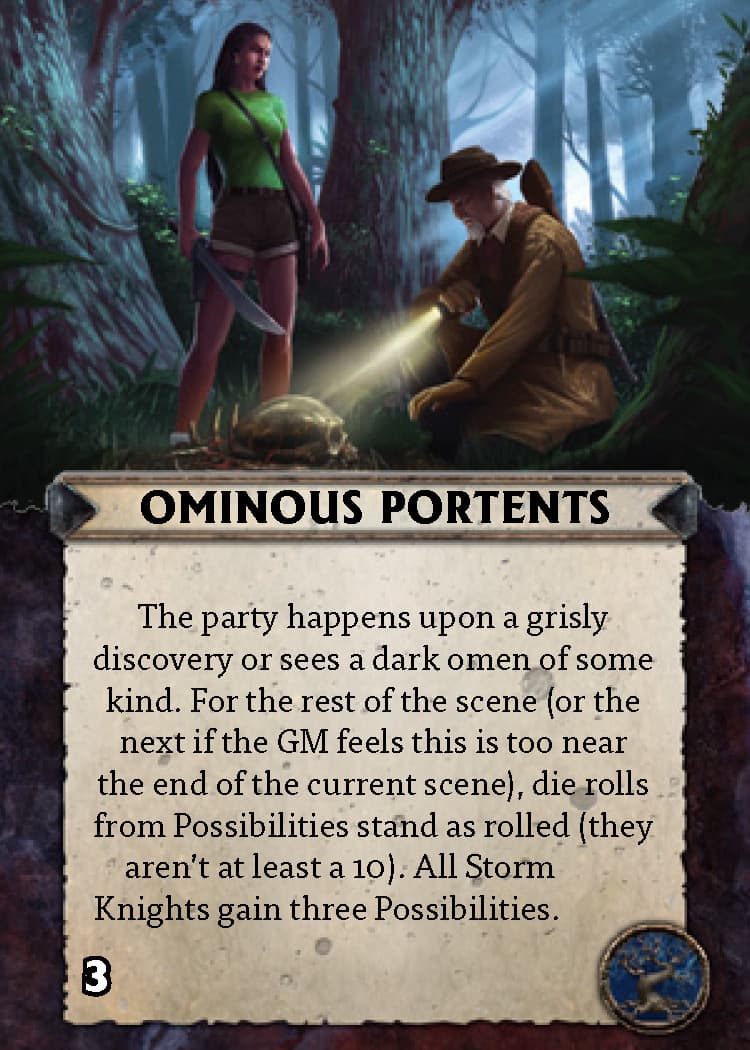 OMINOUS PORTENTS
The party happens upon a grisly
discovery or sees a dark omen of some
kind. For the rest of the scene (or the
next if the GM feels this is too near
the end of the current scene), die rolls
from Possibilities stand as rolled (they
aren't at least a 10). All Storm
Knights gain three Possibilities.
3